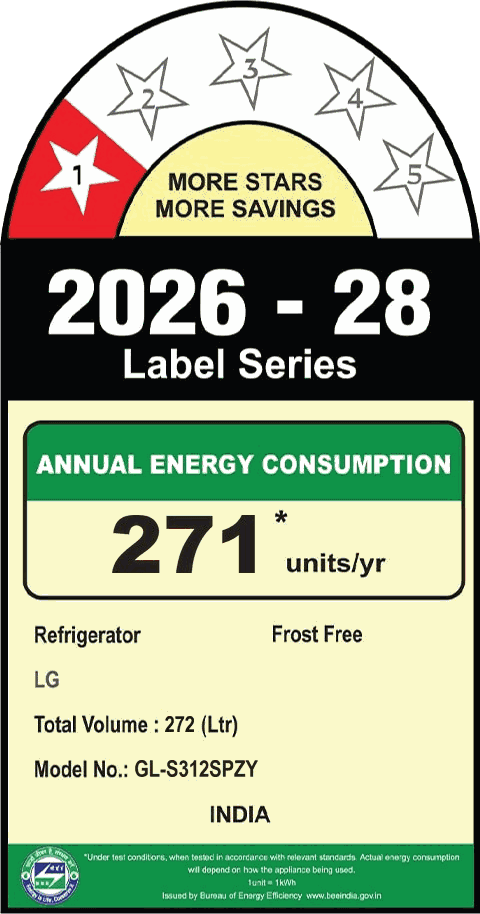 1
2
3
4
5
MORE STARS
MORE SAVINGS
2026 - 28
Label Series
ANNUAL ENERGY CONSUMPTION
271* units/yr
Refrigerator Frost Free
LG
Total Volume : 272 (Ltr)
Model No.: GL-S312SPZY
INDIA
*Under test conditions, when tested in accordance with relevant standards. Actual energy consumption
will depend on how the appliance being used.
1unit = 1kWh
Issued by Bureau of Energy Efficiency www.beeindia.gov.in